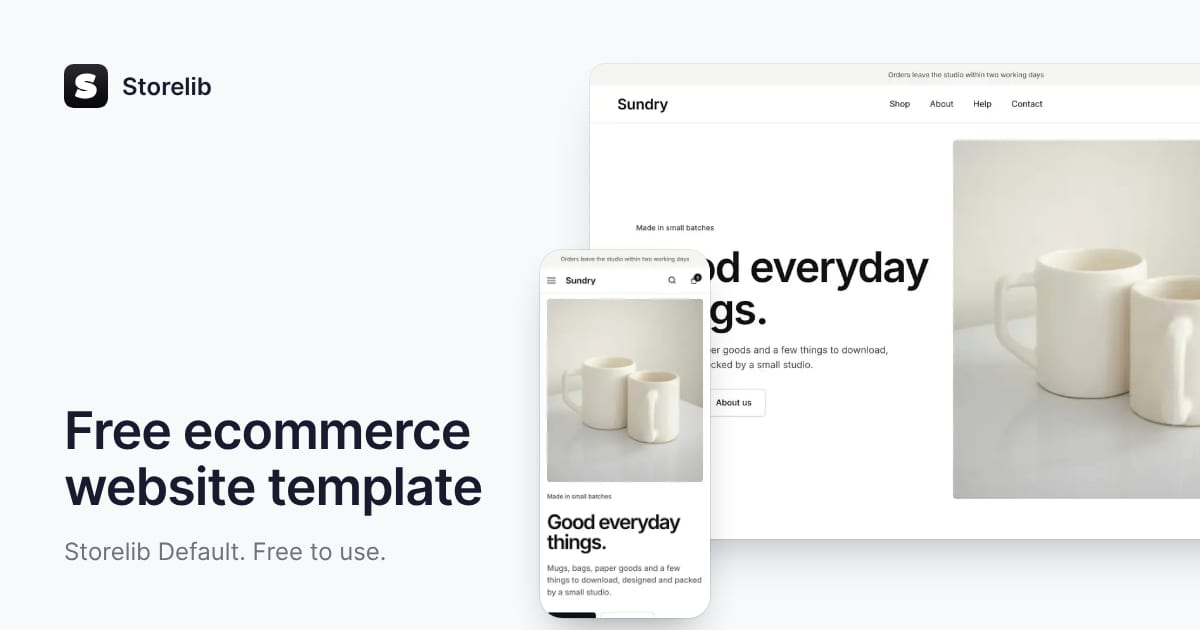 Storelib
Free ecommerce
website template
Storelib Default. Free to use.
Orders leave the studio within two working days
Sundry
Shop
About
Help
Contact
Made in small batches
od everyday
gs.
er goods and a few things to download,
cked by a small studio.
About us
Orders leave the studio within two working days
Sundry
Made in small batches
Good everyday
things.
Mugs, bags, paper goods and a few
things to download, designed and packed
by a small studio.